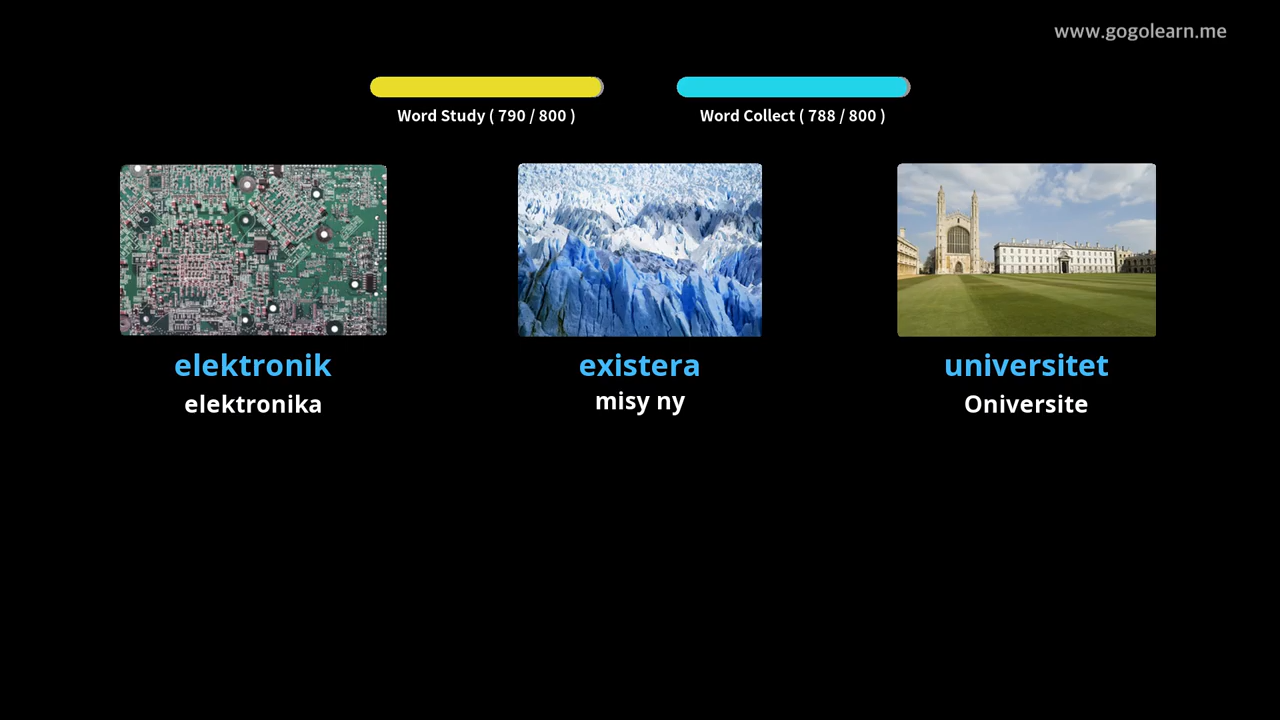 www.gogolearn.me
Word Study ( 790 / 800 )
Word Collect ( 788 / 800 )
elektronik
elektronika
existera
misy ny
universitet
Oniversite